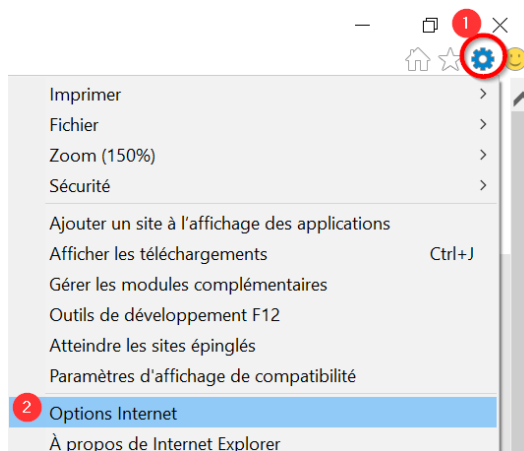 1
Imprimer >
Fichier >
Zoom (150%) >
Sécurité >
Ajouter un site à l'affichage des applications
Afficher les téléchargements Ctrl+J
Gérer les modules complémentaires
Outils de développement F12
Atteindre les sites épinglés
Paramètres d'affichage de compatibilité
2 Options Internet
À propos de Internet Explorer